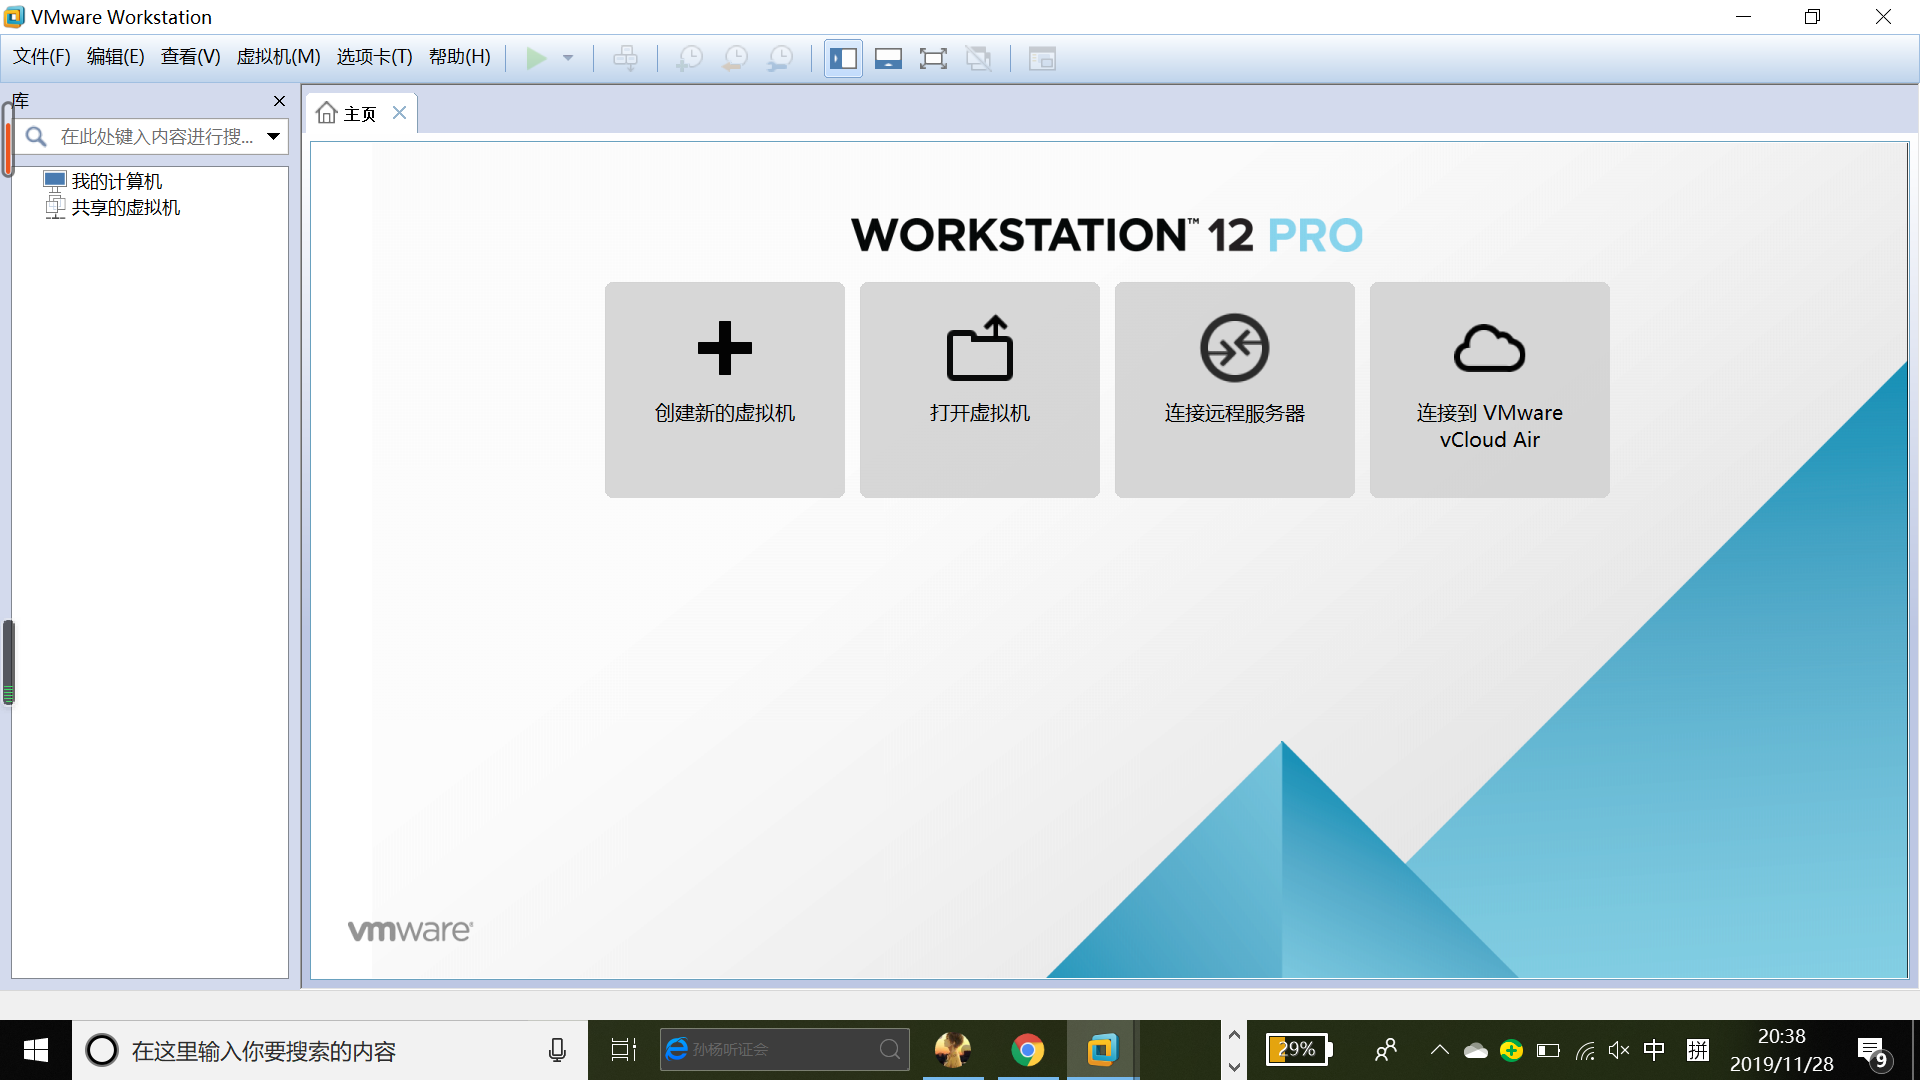 VMware Workstation
文件(F) 编辑(E) 查看(V) 虚拟机(M) 选项卡(T) 帮助(H)
库
主页
在此处键入内容进行搜...
我的计算机
共享的虚拟机
WORKSTATION™ 12 PRO
创建新的虚拟机
打开虚拟机
连接远程服务器
连接到 VMware
vCloud Air
vmware®
在这里输入你要搜索的内容
孙杨听证会
29%
中
拼
20:38
2019/11/28
9